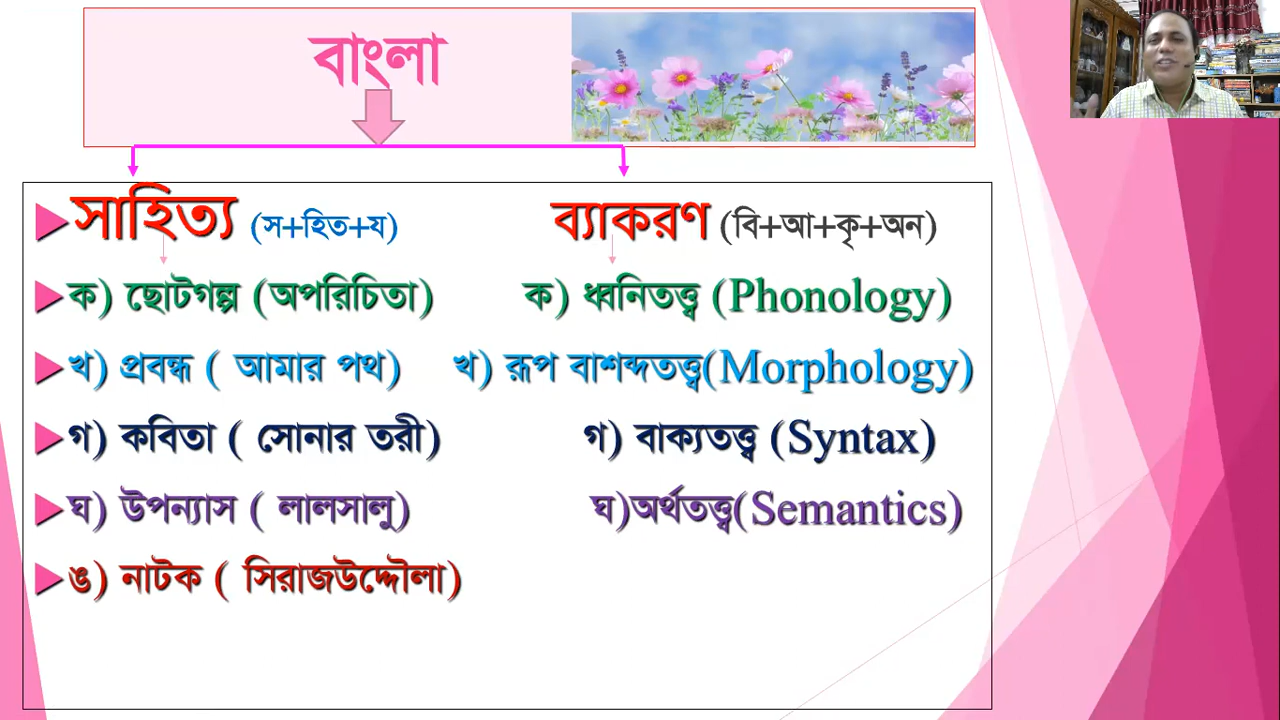 বাংলা
সাহিত্য (স+হিত+য) ব্যাকরণ (বি+আ+কৃ+অন)
ক) ছোটগল্প (অপরিচিতা) ক) ধ্বনিতত্ত্ব (Phonology)
খ) প্রবন্ধ ( আমার পথ) খ) রূপ বাশব্দতত্ত্ব(Morphology)
গ) কবিতা ( সোনার তরী) গ) বাক্যতত্ত্ব (Syntax)
ঘ) উপন্যাস ( লালসালু) ঘ)অর্থতত্ত্ব(Semantics)
ঙ) নাটক ( সিরাজউদ্দৌলা)